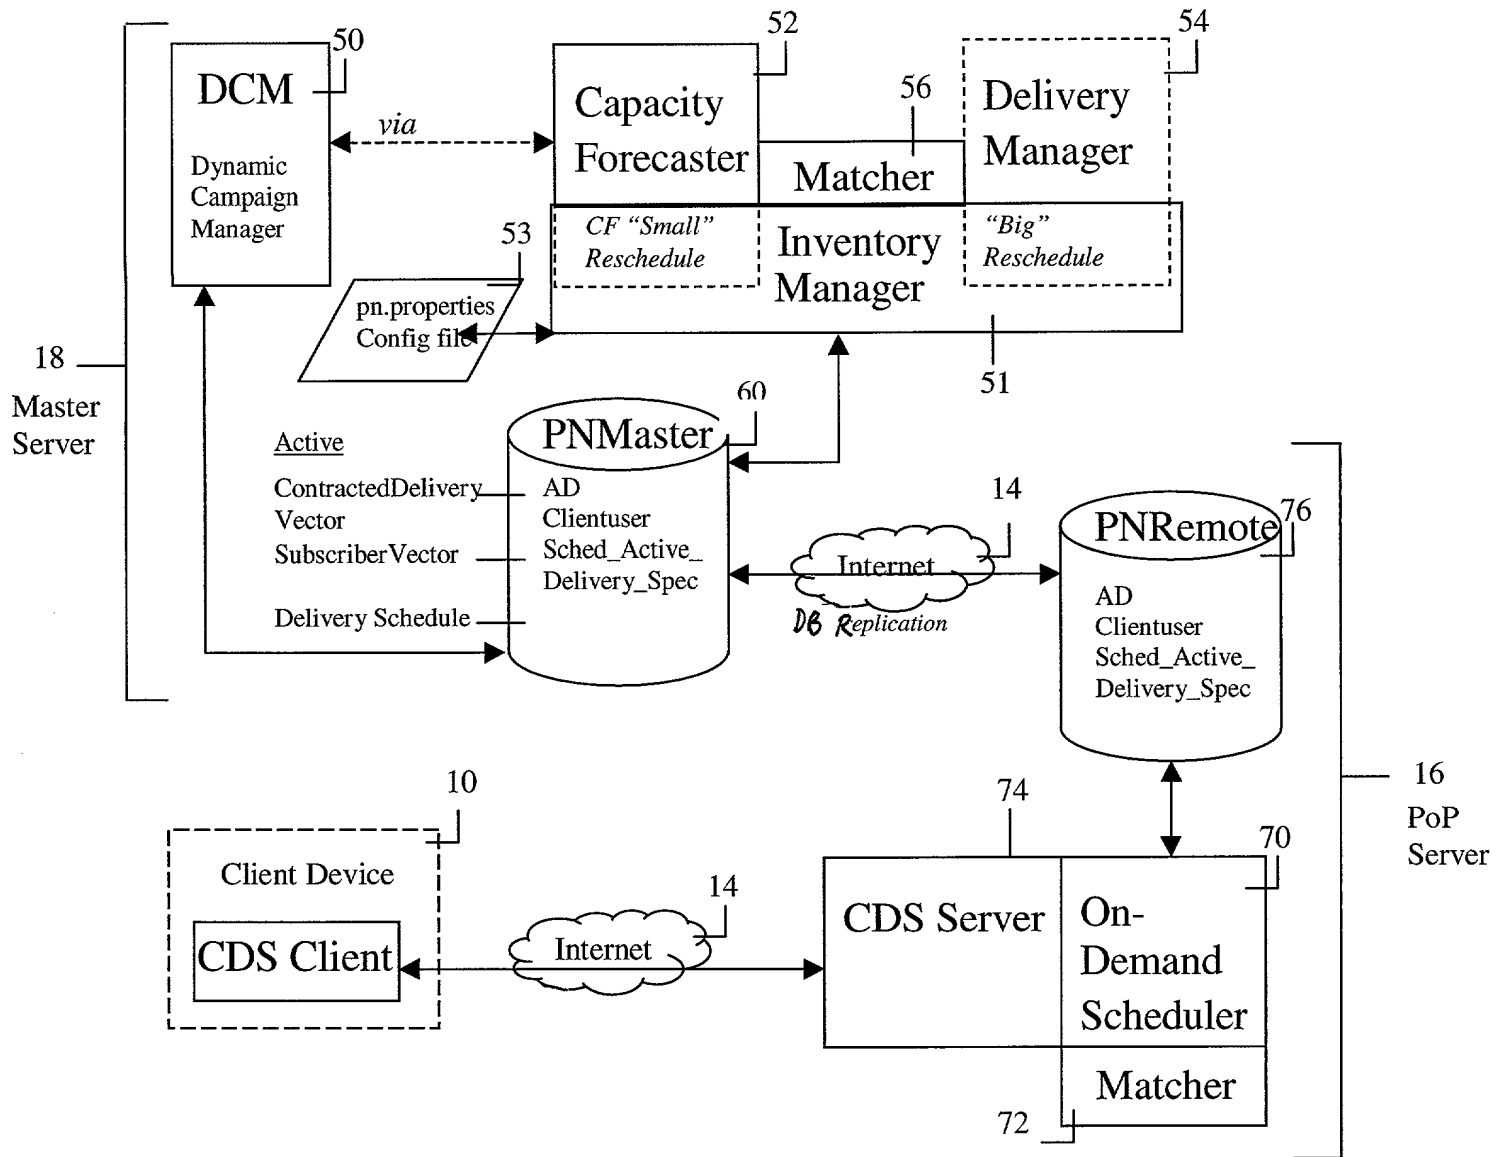 50
DCM
Dynamic
Campaign
Manager
via
52
Capacity
Forecaster
56
Matcher
54
Delivery
Manager
CF “Small”
Reschedule
Inventory
Manager
“Big”
Reschedule
53
pn.properties
Config file
51
18
Master
Server
60
PNMaster
AD
Clientuser
Sched_Active_
Delivery_Spec
Active
ContractedDelivery
Vector
SubscriberVector
Delivery Schedule
14
Internet
DB Replication
PNRemote
76
AD
Clientuser
Sched_Active_
Delivery_Spec
16
PoP
Server
10
Client Device
CDS Client
14
Internet
74
CDS Server
70
On-
Demand
Scheduler
Matcher
72